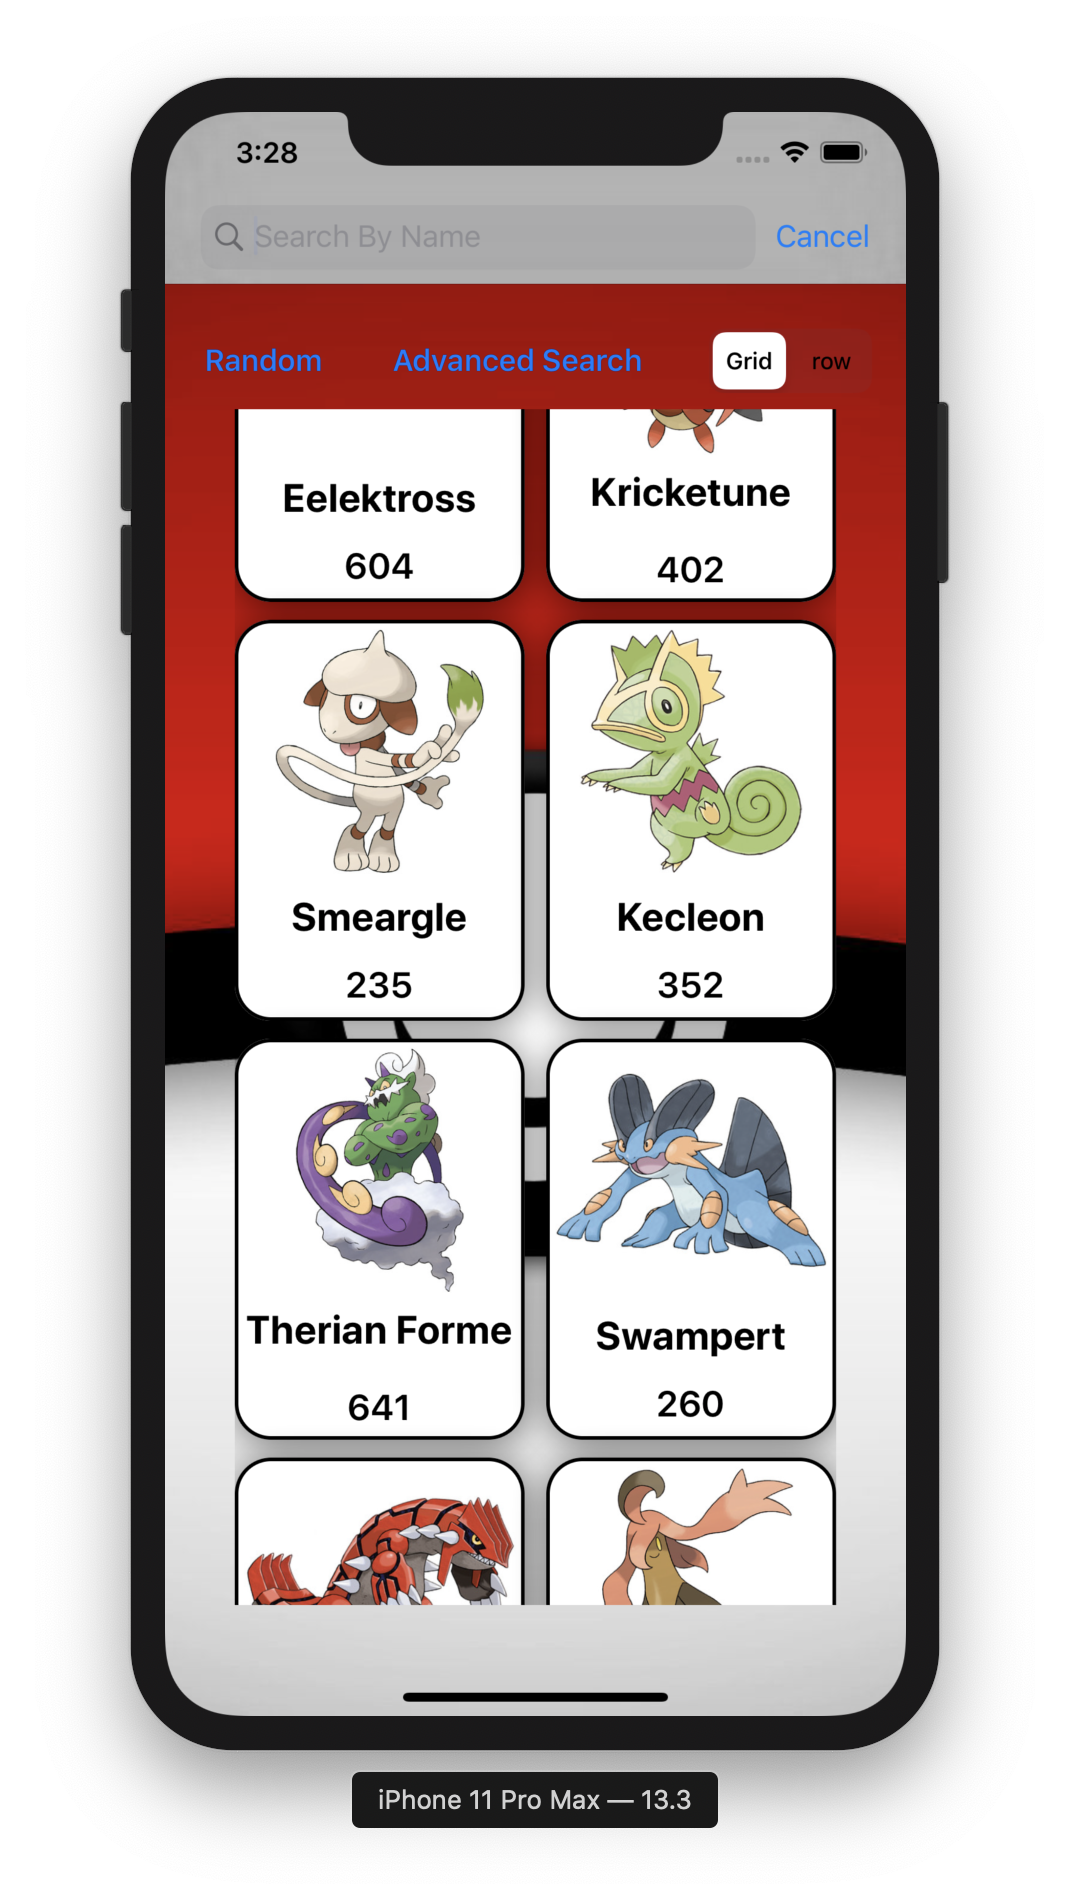 3:28
Search By Name
Cancel
Random
Advanced Search
Grid
row
Eelektross
Kricketune
604
402
Smeargle
Kecleon
235
352
Therian Forme
Swampert
641
260
iPhone 11 Pro Max — 13.3